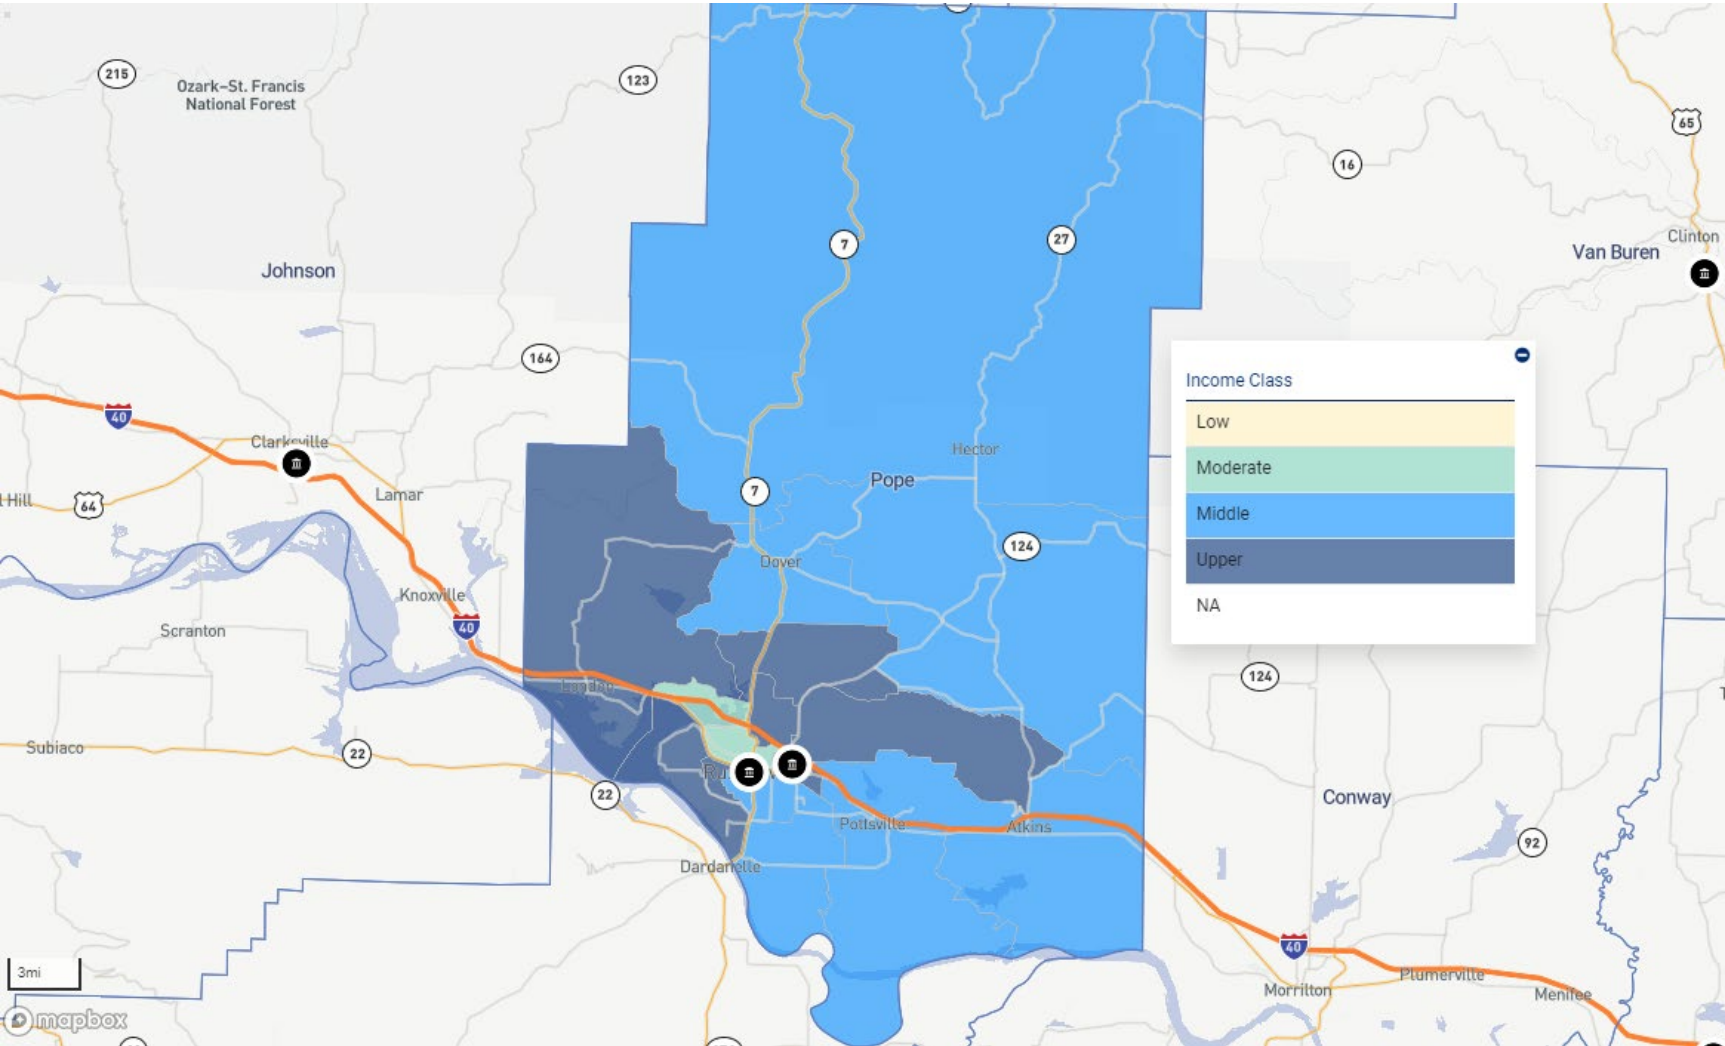 215
Ozark–St. Francis
National Forest
123
65
16
7
27
Clinton
Van Buren
Johnson
164
Income Class
Low
Moderate
Middle
Upper
NA
40
Clarksville
Hector
Pope
7
Lamar
64
l Hill
124
Dover
Knoxville
40
Scranton
London
124
Subiaco
22
22
Conway
Pottsville
Atkins
92
Dardanelle
40
3mi
Plumerville
Morrilton
Menifee
mapbox